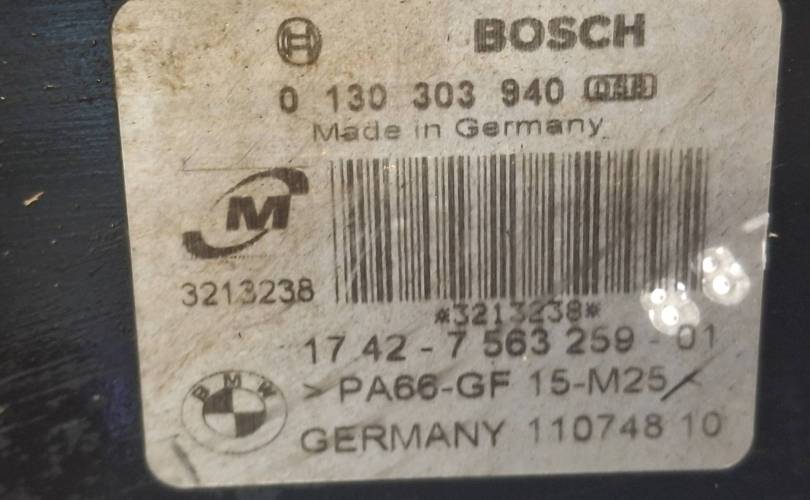 BOSCH
0 130 303 940
Made in Germany
M
3213238
*3213238*
17 42 - 7 563 259 - 01
BMW
>PA66-GF 15-M25<
GERMANY 110748 10